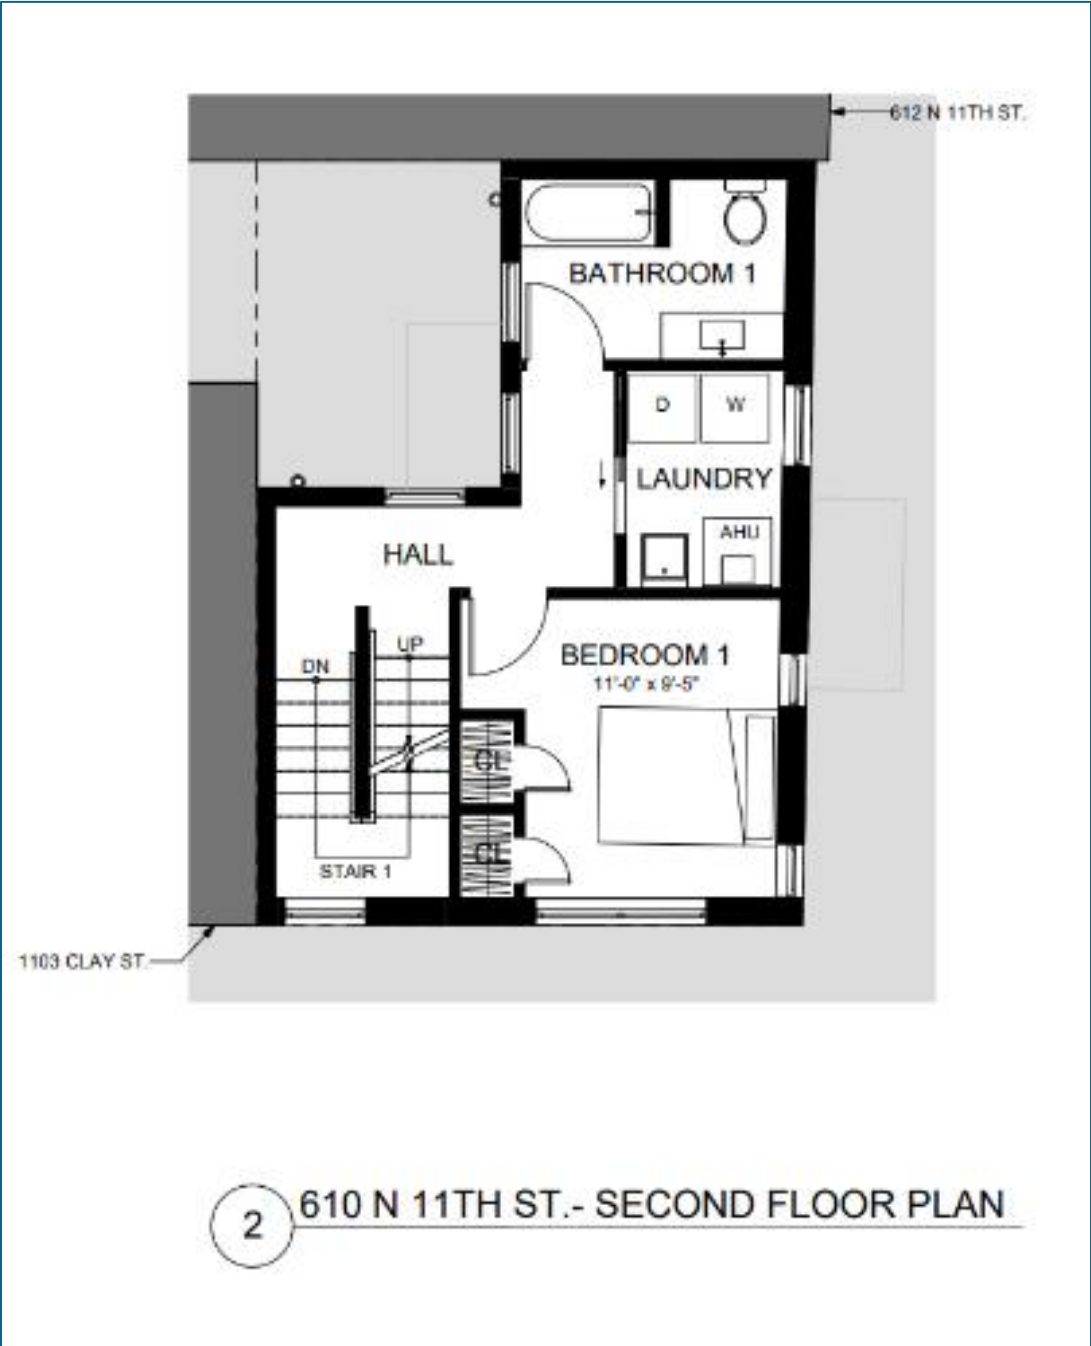 612 N 11TH ST.
BATHROOM 1
D W
LAUNDRY
AHU
HALL
UP
DN
BEDROOM 1
11'-0" x 9'-5"
CL
CL
STAIR 1
1103 CLAY ST.
2 610 N 11TH ST.- SECOND FLOOR PLAN